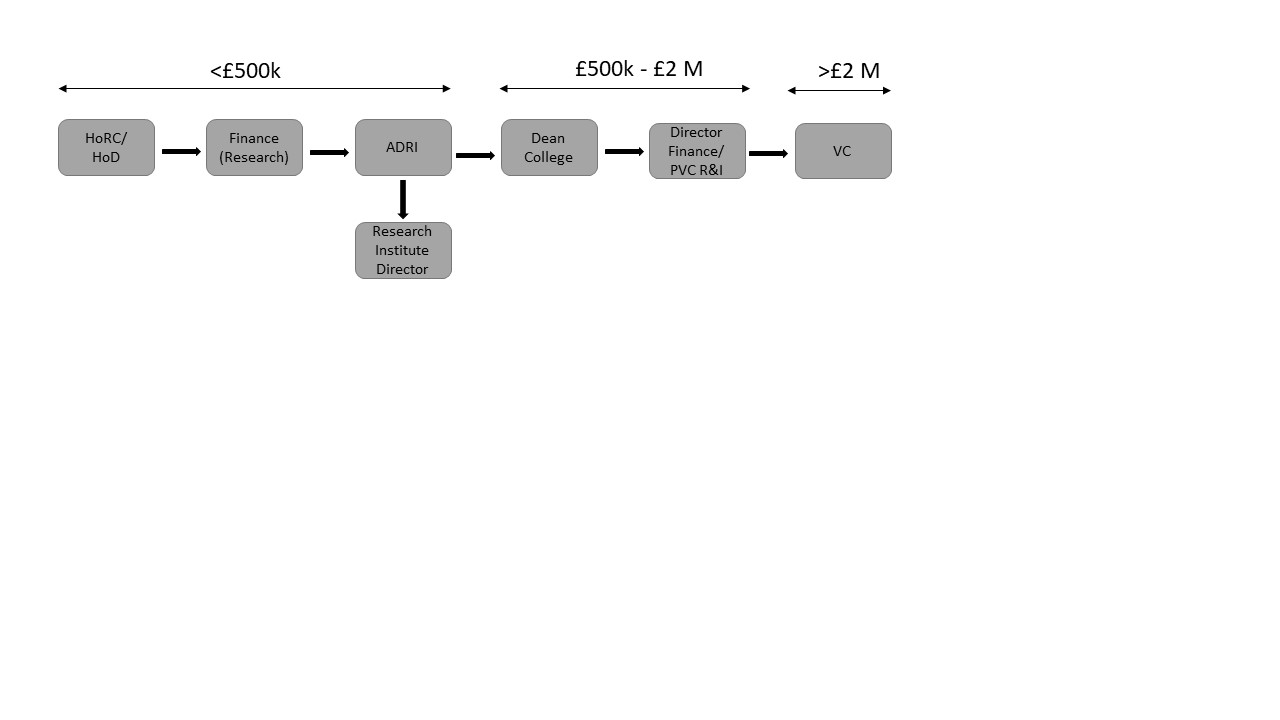 <£500k
£500k - £2 M
>£2 M
HoRC/
HoD
Finance
(Research)
ADRI
Dean
College
Director
Finance/
PVC R&I
VC
Research
Institute
Director